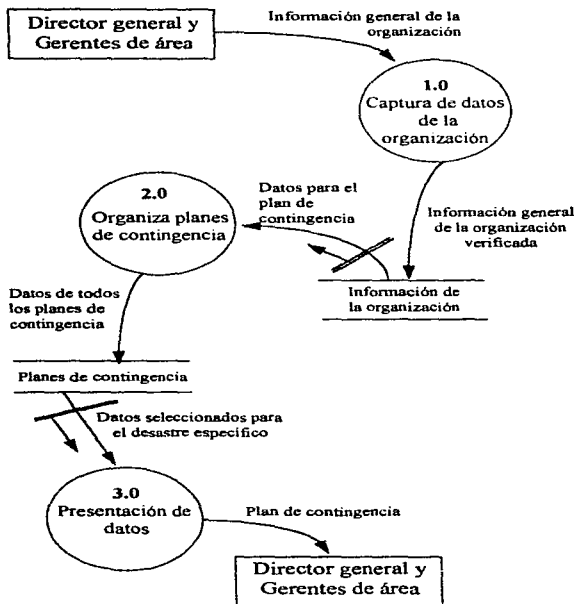 Director general y
Gerentes de área
Información general de la
organización
1.0
Captura de datos
de la
organización
2.0
Organiza planes
de contingencia
Datos para el
plan de
contingencia
Información general
de la organización
verificada
Información de
la organización
Datos de todos
los planes de
contingencia
Planes de contingencia
Datos seleccionados para
el desastre específico
3.0
Presentación de
datos
Plan de contingencia
Director general y
Gerentes de área